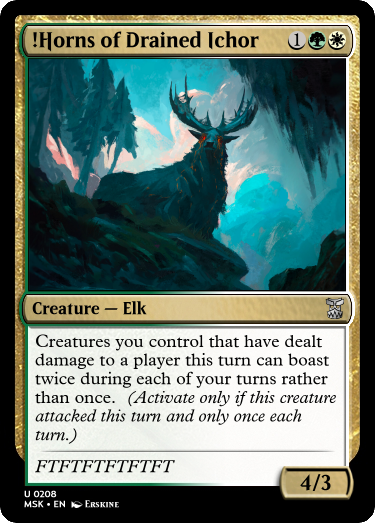 !Horns of Drained Ichor 1
Creature — Elk
Creatures you control that have dealt
damage to a player this turn can boast
twice during each of your turns rather
than once. (Activate only if this creature
attacked this turn and only once each
turn.)
FTFTFTFTFTFT
4/3
U 0208
MSK • EN Erskine